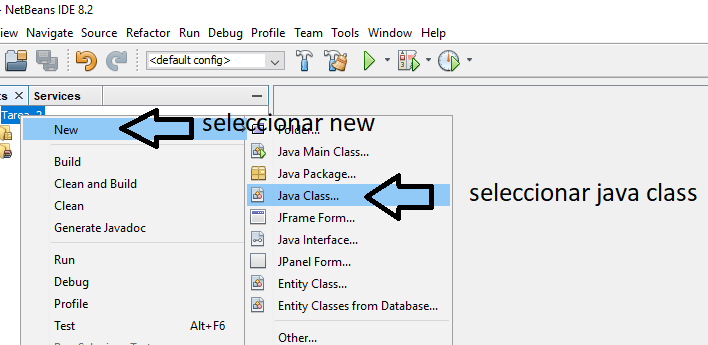 - NetBeans IDE 8.2
iew Navigate Source Refactor Run Debug Profile Team Tools Window Help
<default config>
ts Services
Tarea_2
New seleccionar new
Folder...
Build Java Main Class...
Clean and Build Java Package...
Clean Java Class... seleccionar java class
Generate Javadoc JFrame Form...
Java Interface...
Run JPanel Form...
Debug Entity Class...
Profile Entity Classes from Database...
Test Alt+F6
Other...